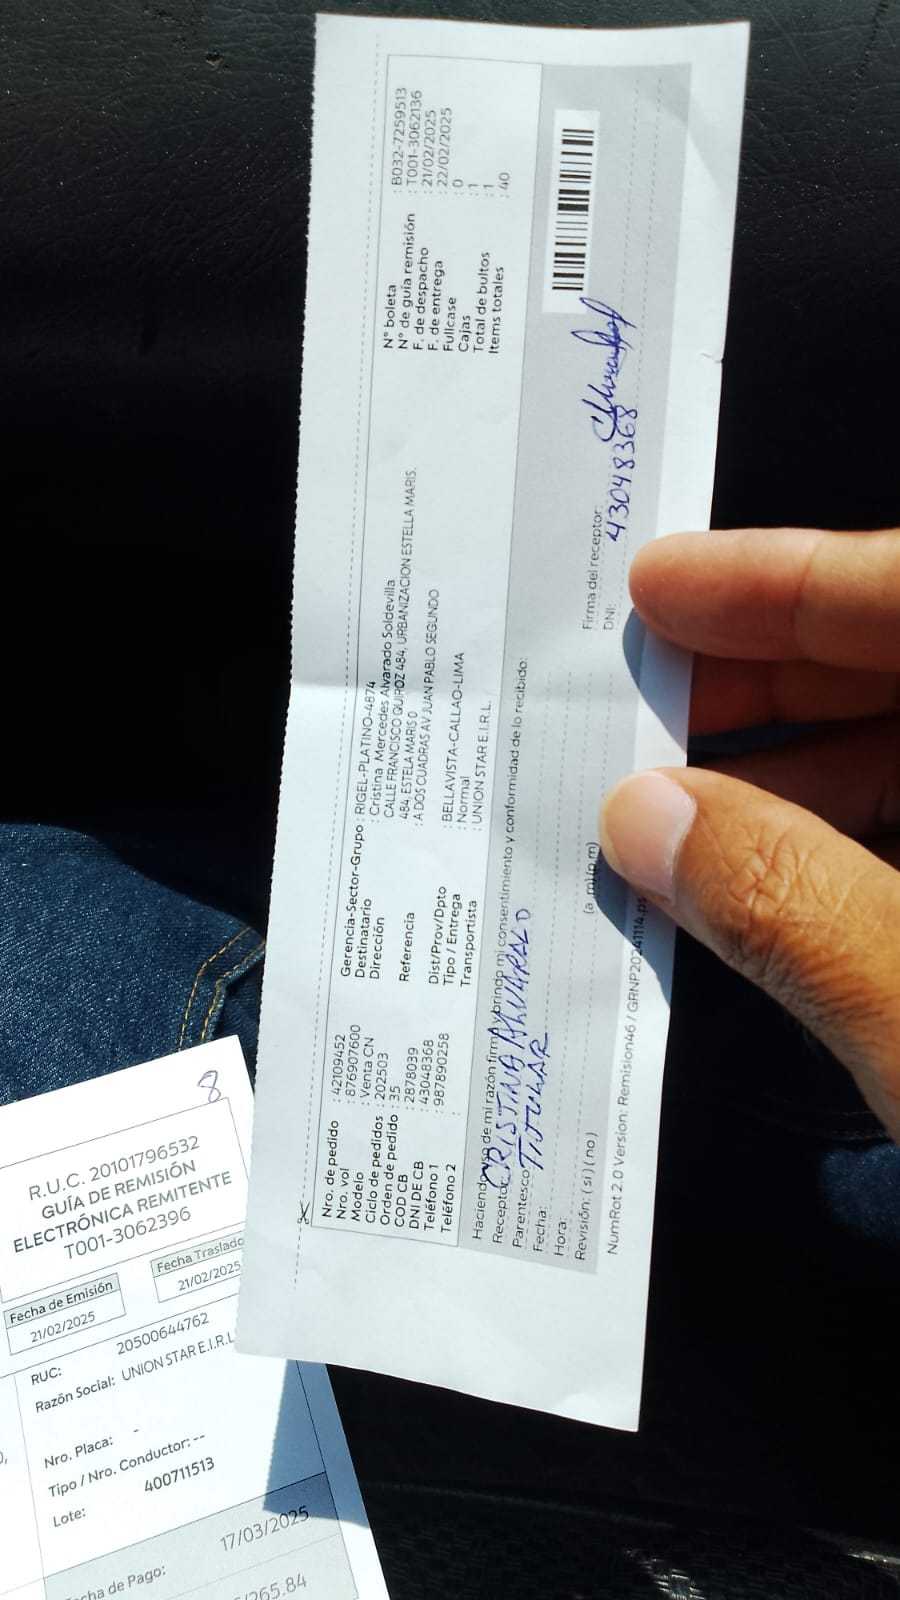 Nro. de pedido : 42109452
Nro. vol : 876907600
Modelo : Venta CN
Ciclo de pedidos : 202503
Orden de pedido : 35
COD CB : 2878039
DNI DE CB : 43048368
Teléfono 1 : 987890258
Teléfono 2 :
Gerencia-Sector-Grupo : RIGEL-PLATINO-4874
Destinatario : Cristina Mercedes Alvarado Soldevilla
Dirección CALLE FRANCISCO QUIROZ 484, URBANIZACION ESTELLA MARIS.
484, ESTELA MARIS 0
Referencia : A DOS CUADRAS AV JUAN PABLO SEGUNDO
Dist/Prov/Dpto : BELLAVISTA-CALLAO-LIMA
Tipo / Entrega : Normal
Transportista : UNION STAR E.I.R.L.
N° boleta : B032-7259513
N° de guía remisión : T001-3062136
F. de despacho : 21/02/2025
F. de entrega : 22/02/2025
Fullcase : 0
Cajas : 1
Total de bultos : 1
Items totales : 40
Haciendo uso de mi razón firmo y brindo mi consentimiento y conformidad de lo recibido:
Receptor CRISTINA ALVARADO
Parentesco TITULAR
Fecha:
Hora: (a.m) (p.m)
Revisión: ( si ) ( no )
Firma del receptor:
DNI: 43048368
NumRot 2.0 Version: Remision46 / GRNP20241114.ps
8
R.U.C. 20101796532
GUÍA DE REMISIÓN
ELECTRÓNICA REMITENTE
T001-3062396
Fecha de Emisión
21/02/2025
Fecha Traslado
21/02/2025
RUC: 20500644762
Razón Social: UNION STAR E.I.R.L
Nro. Placa: -
Tipo / Nro. Conductor: --
Lote: 400711513
echa de Pago: 17/03/2025
/265.84